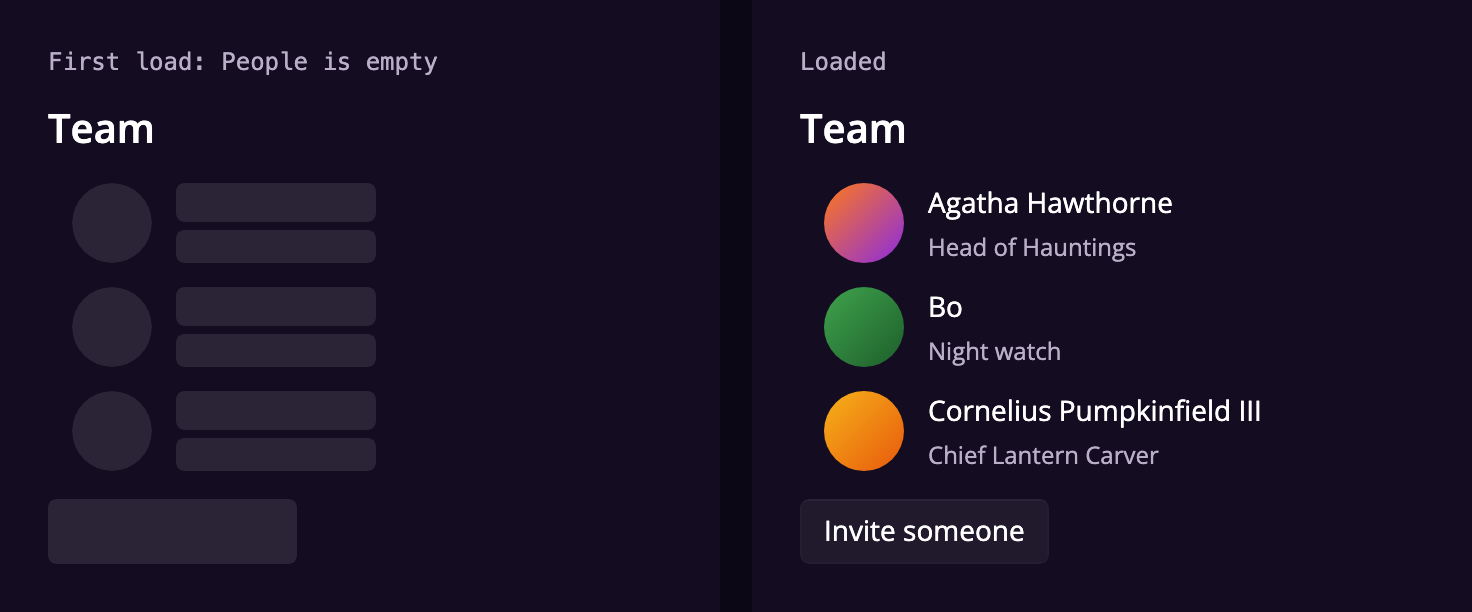 First load: People is empty
Team
Loaded
Team
Agatha Hawthorne
Head of Hauntings
Bo
Night watch
Cornelius Pumpkinfield III
Chief Lantern Carver
Invite someone